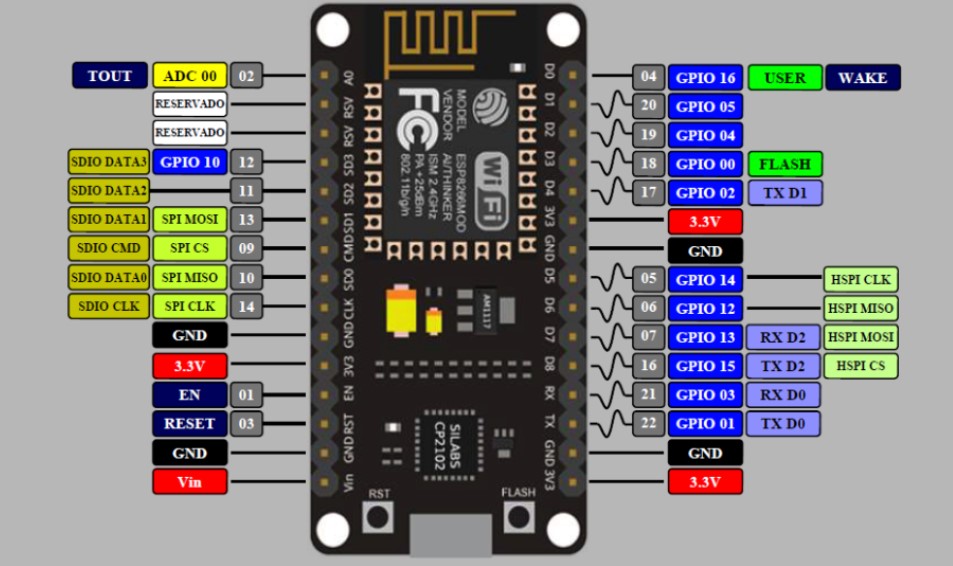 TOUT ADC 00 02
RESERVADO
RESERVADO
SDIO DATA3 GPIO 10 12
SDIO DATA2 11
SDIO DATA1 SPI MOSI 13
SDIO CMD SPI CS 09
SDIO DATA0 SPI MISO 10
SDIO CLK SPI CLK 14
GND
3.3V
EN 01
RESET 03
GND
Vin
A0
RSV
RSV
SD3
SD2
SD1
CMD
SD0
CLK
GND
3V3
EN
RST
GND
Vin
MODEL ESP8266MOD
VENDOR AI/THINKER
ISM 2.4GHz
PA +25dBm
802.11b/g/n
FC
Wi Fi
AM1117
SILABS
CP2102
RST
FLASH
D0
D1
D2
D3
D4
3V3
GND
D5
D6
D7
D8
RX
TX
GND
3V3
04 GPIO 16 USER WAKE
20 GPIO 05
19 GPIO 04
18 GPIO 00 FLASH
17 GPIO 02 TX D1
3.3V
GND
05 GPIO 14 HSPI CLK
06 GPIO 12 HSPI MISO
07 GPIO 13 RX D2 HSPI MOSI
16 GPIO 15 TX D2 HSPI CS
21 GPIO 03 RX D0
22 GPIO 01 TX D0
GND
3.3V